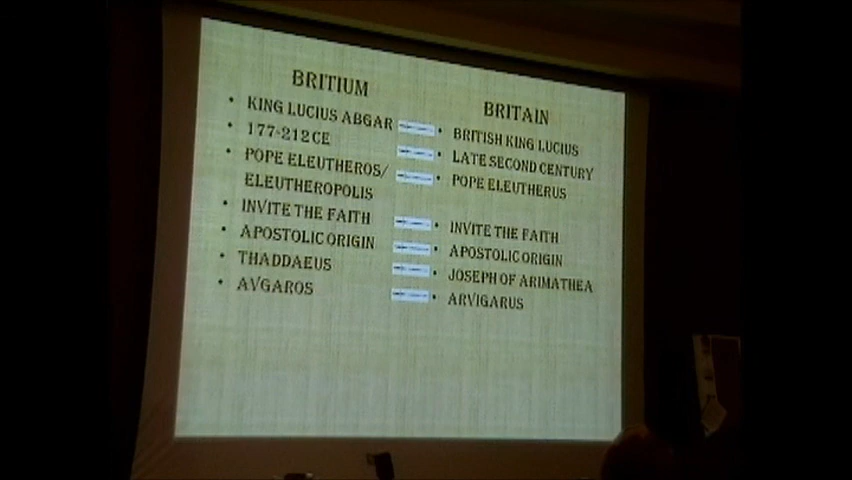 BRITIUM
• KING LUCIUS ABGAR
• 177-212 CE
• POPE ELEUTHEROS/
ELEUTHEROPOLIS
• INVITE THE FAITH
• APOSTOLIC ORIGIN
• THADDAEUS
• AVGAROS
BRITAIN
• BRITISH KING LUCIUS
• LATE SECOND CENTURY
• POPE ELEUTHERUS
• INVITE THE FAITH
• APOSTOLIC ORIGIN
• JOSEPH OF ARIMATHEA
• ARVIGARUS